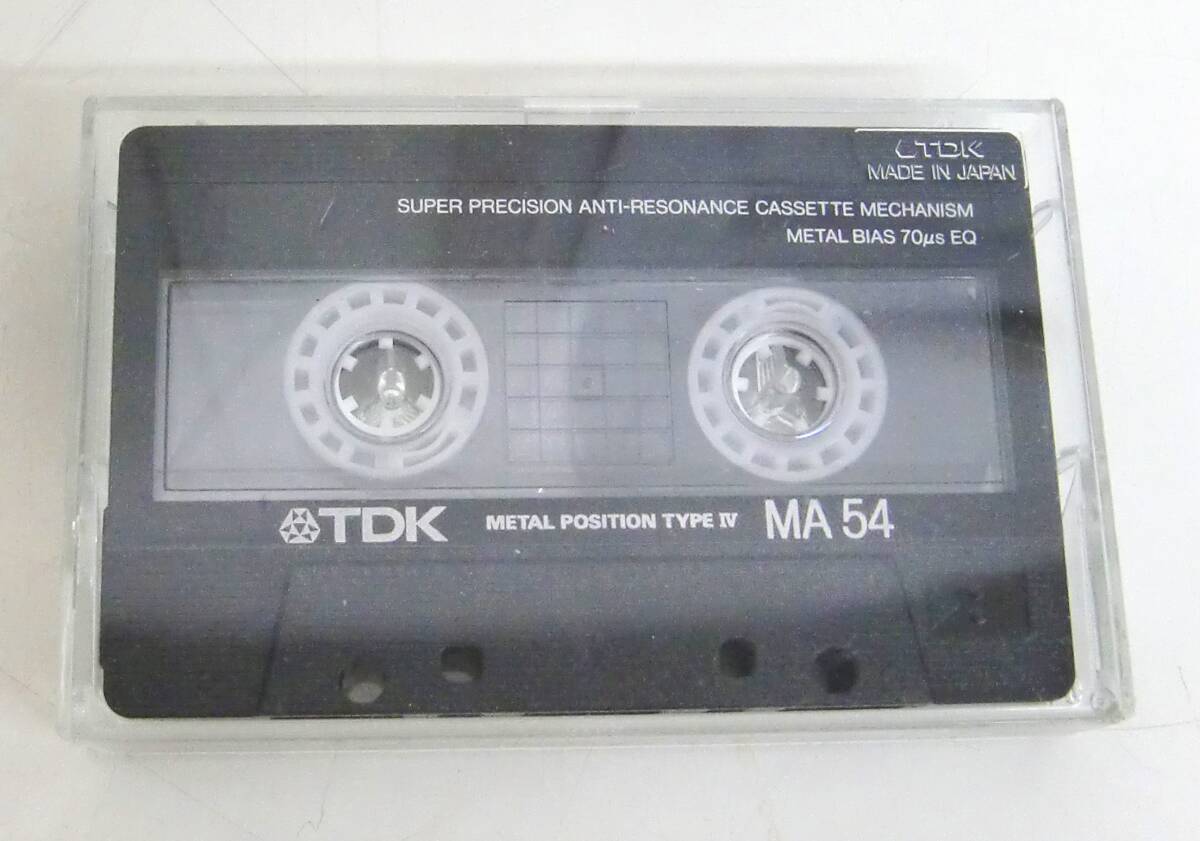 TDK
MADE IN JAPAN
SUPER PRECISION ANTI-RESONANCE CASSETTE MECHANISM
METAL BIAS 70μs EQ
TDK METAL POSITION TYPE IV MA 54